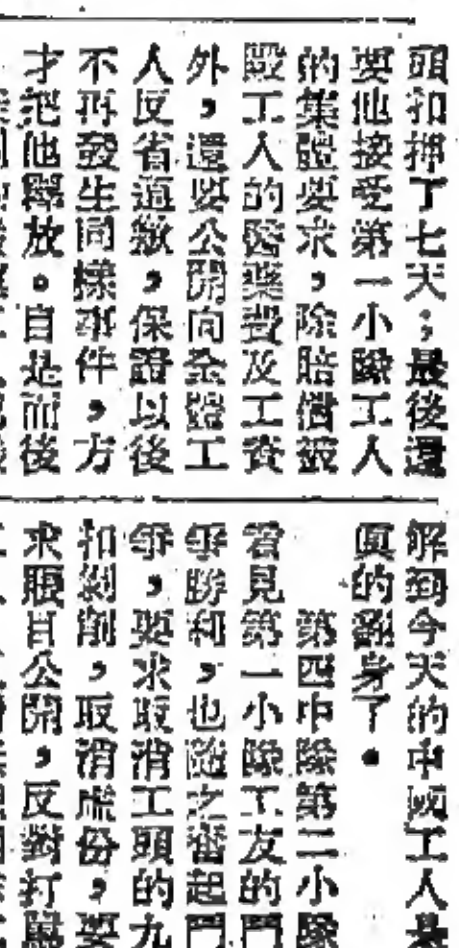 頭扣押了七天；最後還
要他接受第一小隊工人
的集體要求，除賠償被
毆工人的醫藥費及工資
外，還要公開向全體工
人反省道歉，保證以後
不再發生同樣事件，方
才把他釋放。自是而後
解到今天的中國工人是
真的翻身了。
第四中隊第二小隊
看見第一小隊工友的鬥
爭勝利，也隨之奮起鬥
爭，要求取消工頭的九
扣剝削，取消虛份，要
求賬目公開，反對打罵